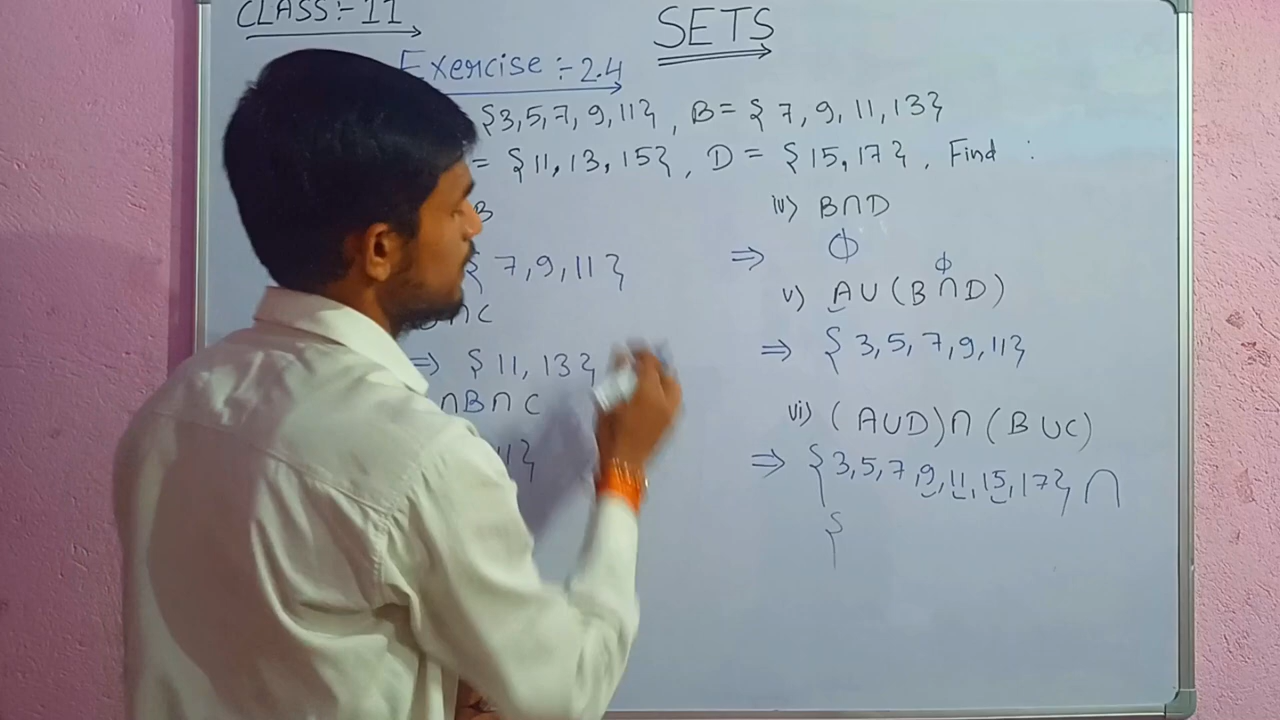 CLASS:- 11
SETS
Exercise :- 2.4
{3,5,7,9,11}, B = { 7, 9, 11, 13}
= {11, 13, 15}, D = {15, 17}, Find :
B
{ 7,9,11}
∩C
⇒ { 11, 13}
∩B∩C
11}
iv) B∩D
⇒ ϕ
ϕ
v) A∪(B∩D)
⇒ { 3, 5, 7, 9, 11}
vi) (A∪D)∩(B∪C)
⇒ {3,5,7,9,11,15,17} ∩
{